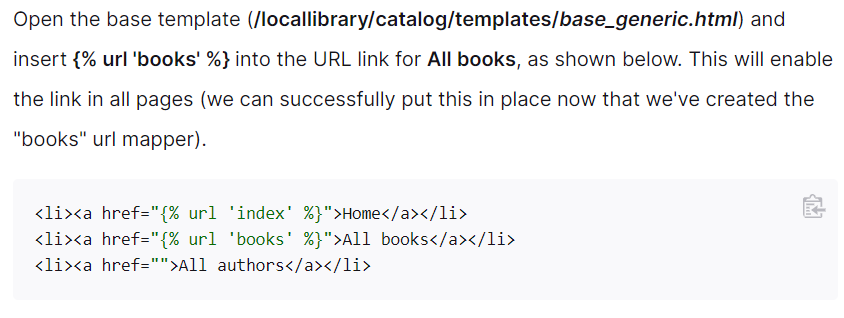 Open the base template (/locallibrary/catalog/templates/base_generic.html) and
insert {% url 'books' %} into the URL link for All books, as shown below. This will enable
the link in all pages (we can successfully put this in place now that we've created the
"books" url mapper).
<li><a href="{% url 'index' %}">Home</a></li>
<li><a href="{% url 'books' %}">All books</a></li>
<li><a href="">All authors</a></li>